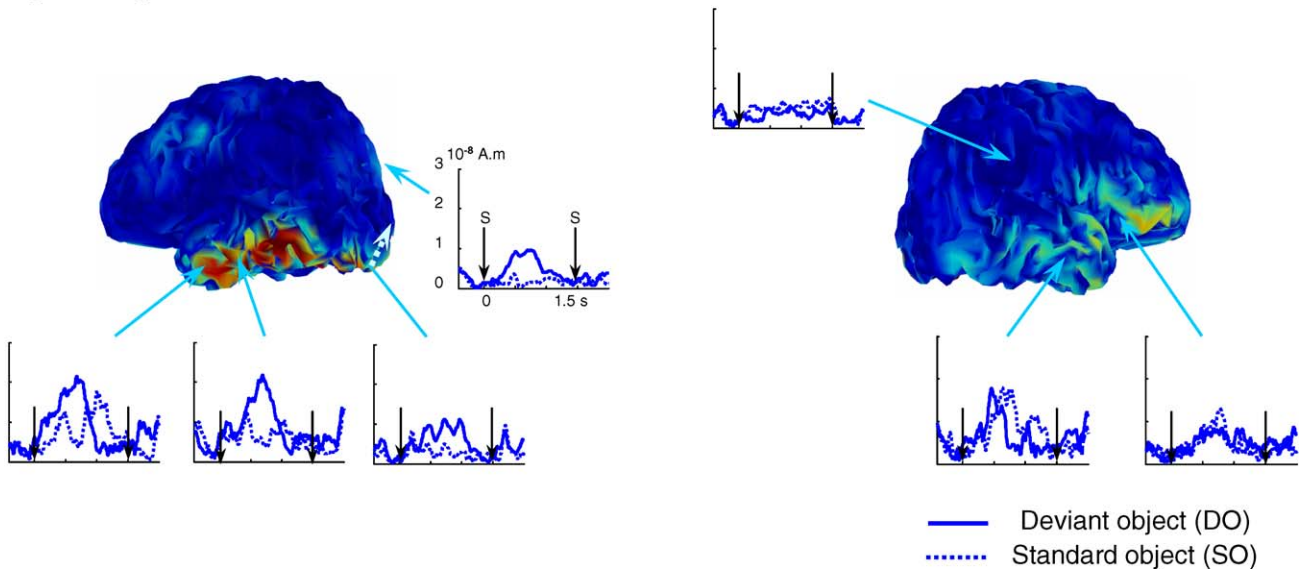 10⁻⁸ A.m
3
2
1
0
S
S
0
1.5 s
Deviant object (DO)
Standard object (SO)